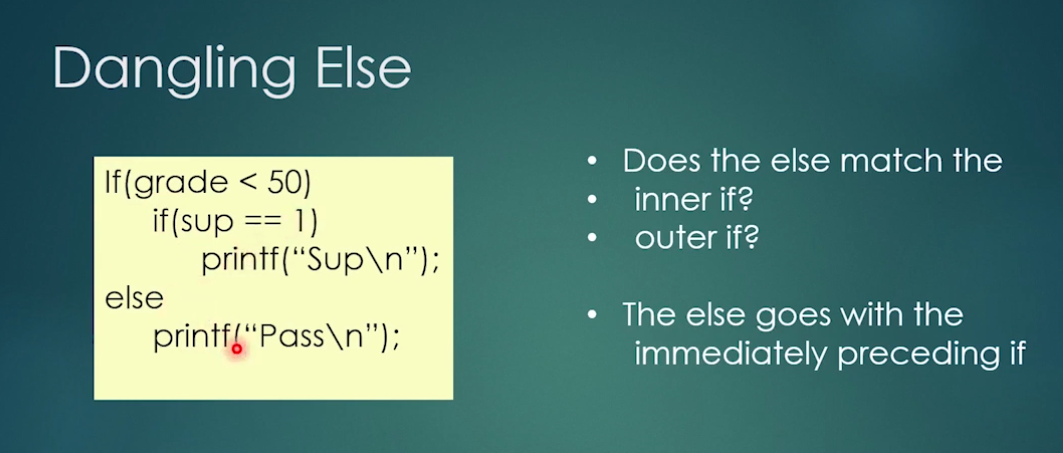 Dangling Else
If(grade < 50)
if(sup == 1)
printf(“Sup\n”);
else
printf(“Pass\n”);
• Does the else match the
• inner if?
• outer if?
• The else goes with the
immediately preceding if